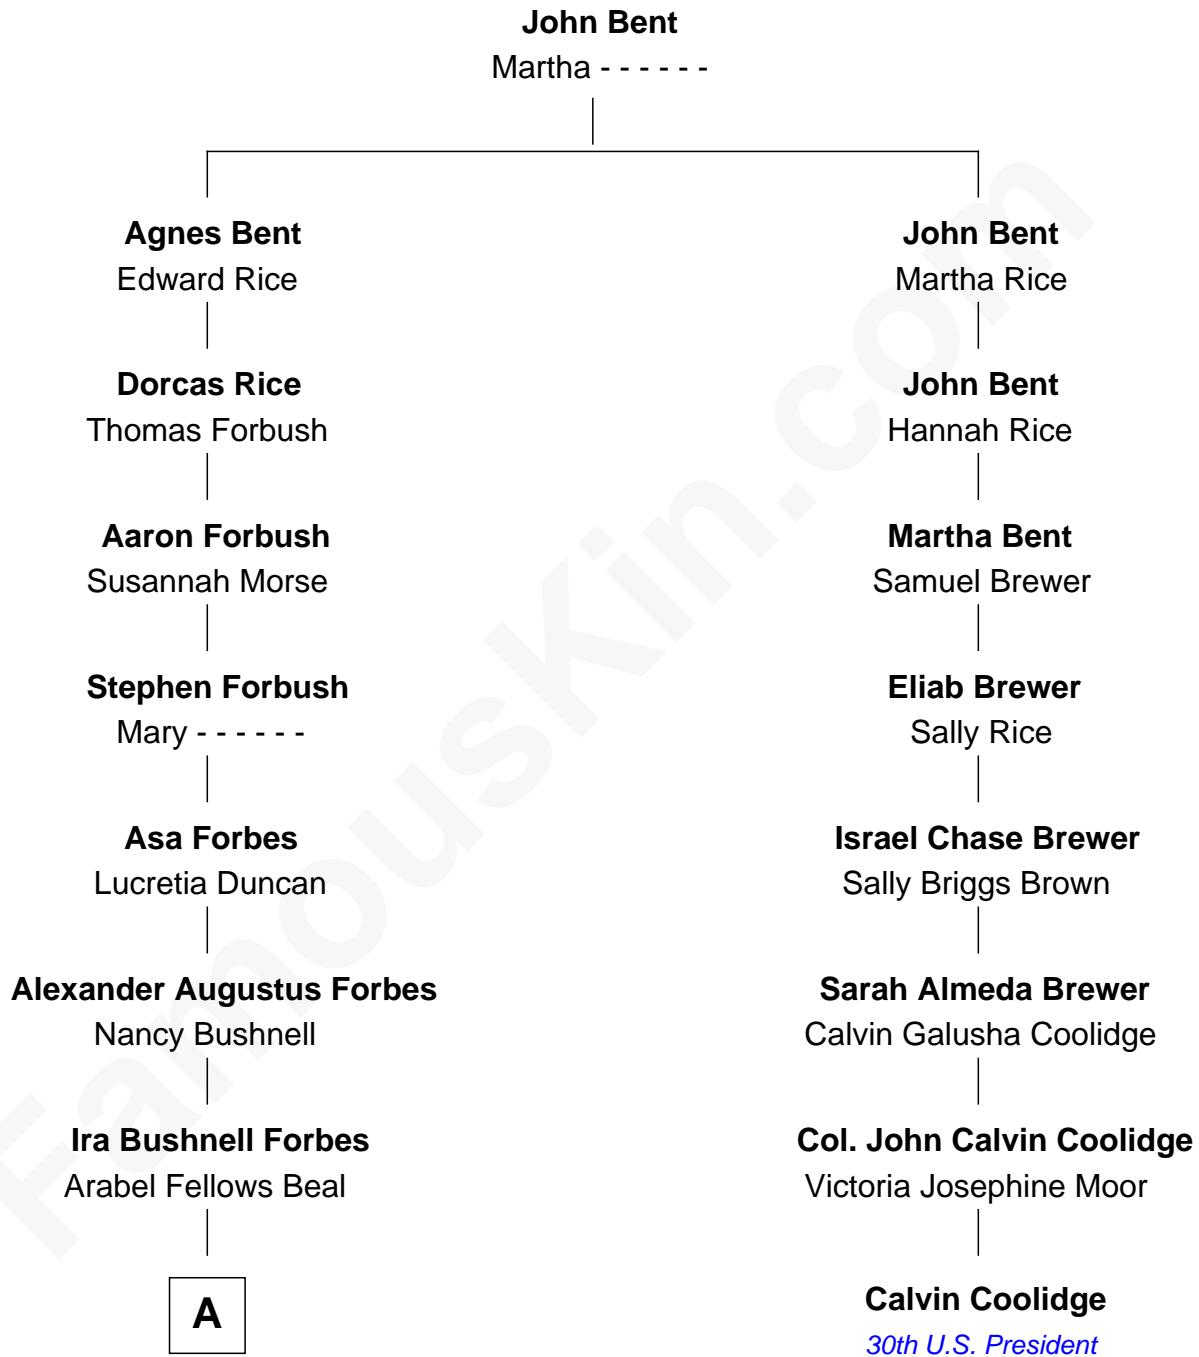 John Bent
Martha - - - - - -
Agnes Bent
Edward Rice
John Bent
Martha Rice
Dorcas Rice
Thomas Forbush
John Bent
Hannah Rice
Aaron Forbush
Susannah Morse
Martha Bent
Samuel Brewer
Stephen Forbush
Mary - - - - - -
Eliab Brewer
Sally Rice
Asa Forbes
Lucretia Duncan
Israel Chase Brewer
Sally Briggs Brown
Alexander Augustus Forbes
Nancy Bushnell
Sarah Almeda Brewer
Calvin Galusha Coolidge
Ira Bushnell Forbes
Arabel Fellows Beal
Col. John Calvin Coolidge
Victoria Josephine Moor
A
Calvin Coolidge
30th U.S. President
FamousKin.com